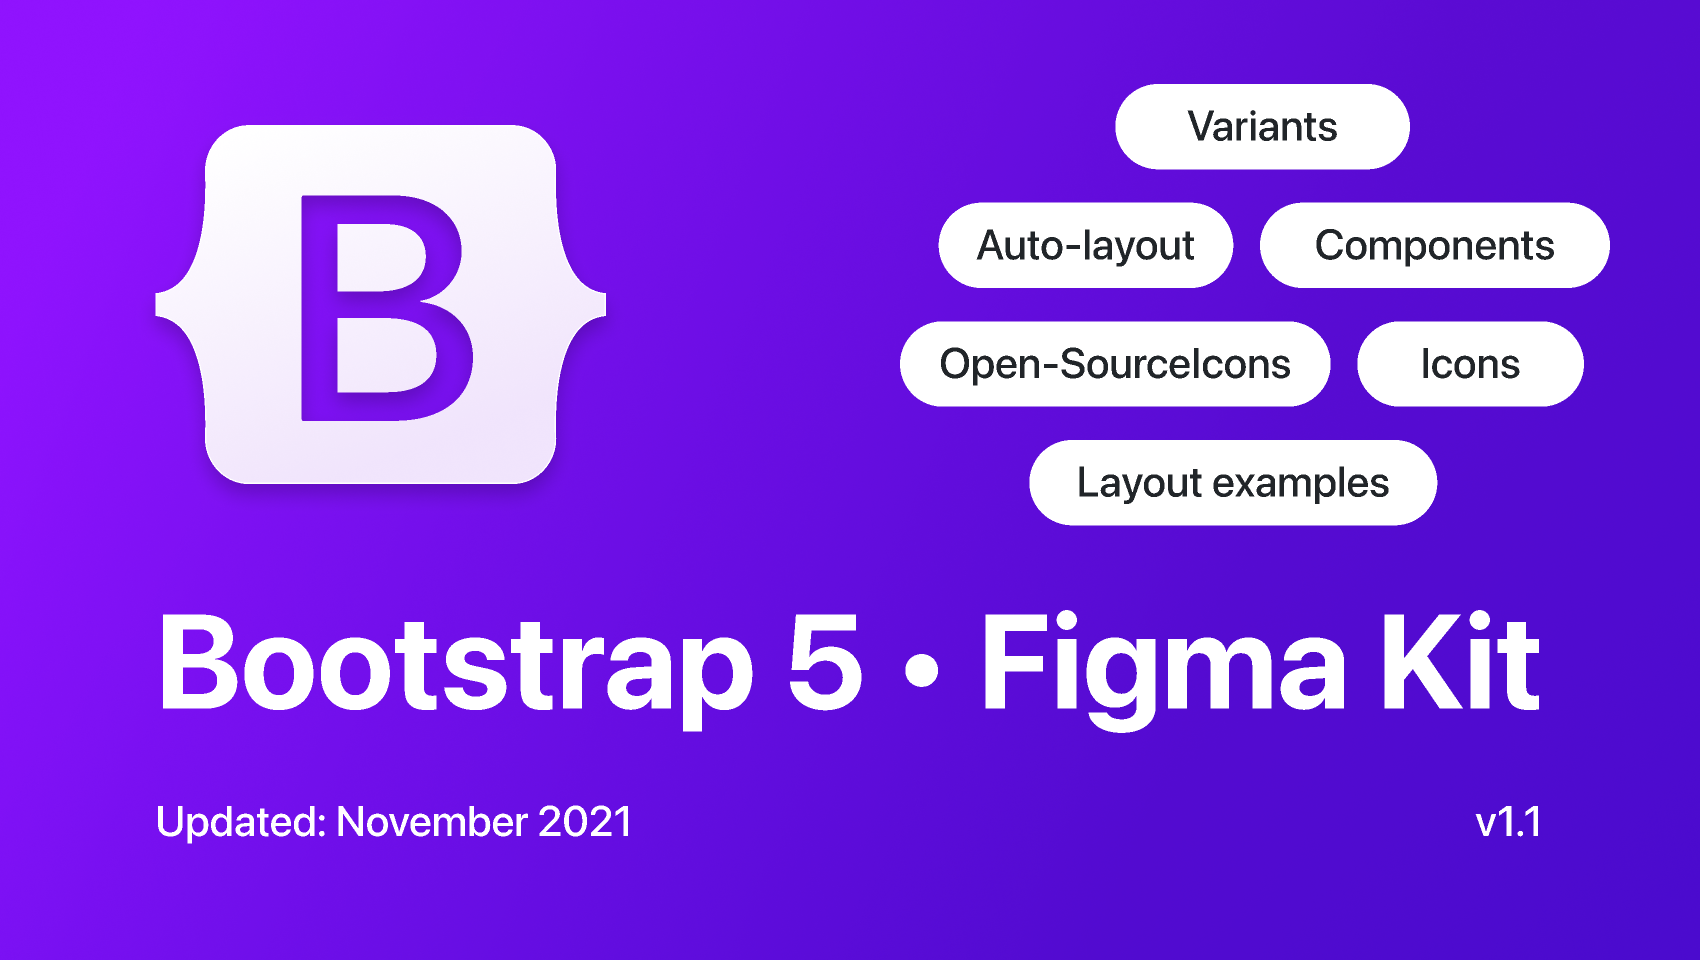 B
Variants
Auto-layout
Components
Open-SourceIcons
Icons
Layout examples
Bootstrap 5 • Figma Kit
Updated: November 2021
v1.1